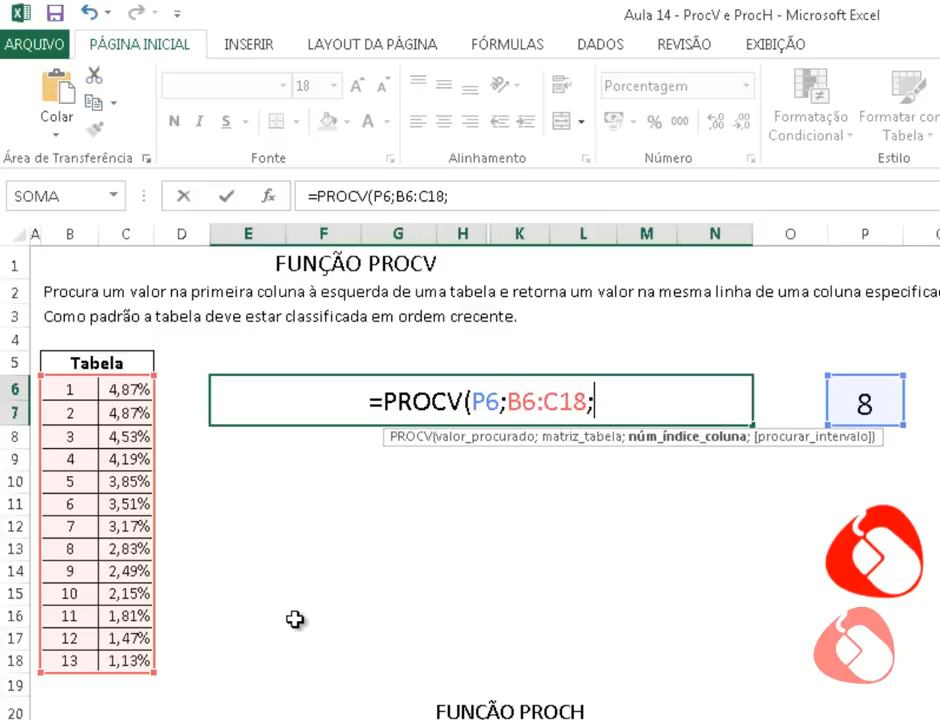 Aula 14 - ProcV e ProcH - Microsoft Excel
ARQUIVO PÁGINA INICIAL INSERIR LAYOUT DA PÁGINA FÓRMULAS DADOS REVISÃO EXIBIÇÃO
18 A A Porcentagem
Colar N I S A % 000 Formatação Condicional Formatar con Tabela
Área de Transferência Fonte Alinhamento Número Estilo
SOMA fx =PROCV(P6;B6:C18;
A B C D E F G H K L M N O P
1 FUNÇÃO PROCV
2 Procura um valor na primeira coluna à esquerda de uma tabela e retorna um valor na mesma linha de uma coluna especifica
3 Como padrão a tabela deve estar classificada em ordem crecente.
4
5 Tabela
6 1 4,87% =PROCV(P6;B6:C18; 8
7 2 4,87%
8 3 4,53% PROCV(valor_procurado; matriz_tabela; núm_índice_coluna; [procurar_intervalo])
9 4 4,19%
10 5 3,85%
11 6 3,51%
12 7 3,17%
13 8 2,83%
14 9 2,49%
15 10 2,15%
16 11 1,81%
17 12 1,47%
18 13 1,13%
19
20 FUNÇÃO PROCH